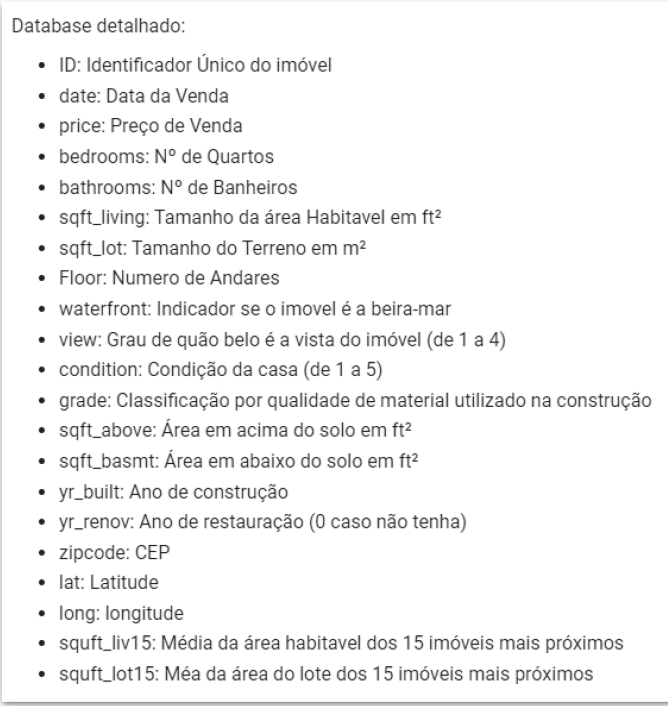 Database detalhado:
• ID: Identificador Único do imóvel
• date: Data da Venda
• price: Preço de Venda
• bedrooms: Nº de Quartos
• bathrooms: Nº de Banheiros
• sqft_living: Tamanho da área Habitavel em ft²
• sqft_lot: Tamanho do Terreno em m²
• Floor: Numero de Andares
• waterfront: Indicador se o imovel é a beira-mar
• view: Grau de quão belo é a vista do imóvel (de 1 a 4)
• condition: Condição da casa (de 1 a 5)
• grade: Classificação por qualidade de material utilizado na construção
• sqft_above: Área em acima do solo em ft²
• sqft_basmt: Área em abaixo do solo em ft²
• yr_built: Ano de construção
• yr_renov: Ano de restauração (0 caso não tenha)
• zipcode: CEP
• lat: Latitude
• long: longitude
• squft_liv15: Média da área habitavel dos 15 imóveis mais próximos
• squft_lot15: Méa da área do lote dos 15 imóveis mais próximos